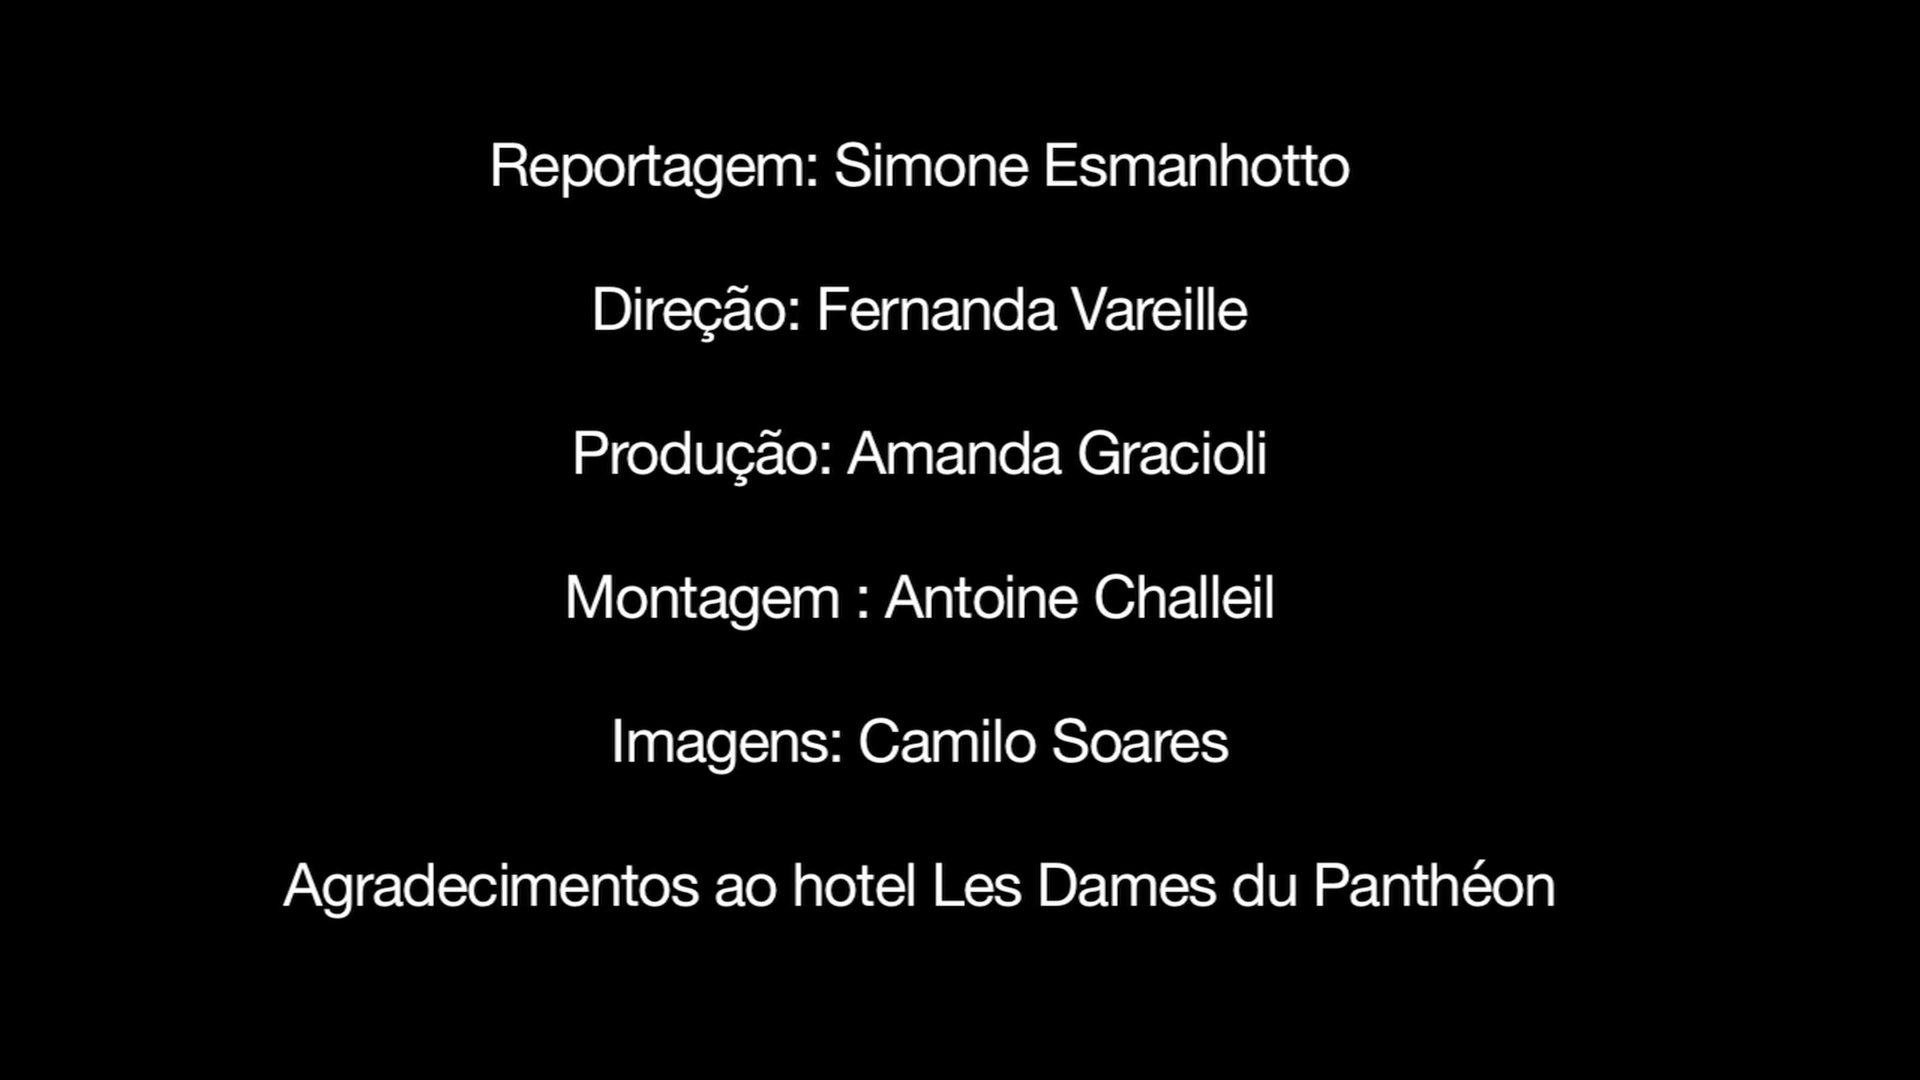 Reportagem: Simone Esmanhotto
Direção: Fernanda Vareille
Produção: Amanda Gracioli
Montagem : Antoine Challeil
Imagens: Camilo Soares
Agradecimentos ao hotel Les Dames du Panthéon